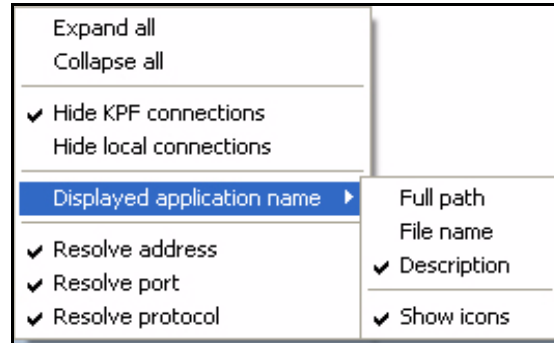 Expand all
Collapse all
Hide KPF connections
Hide local connections
Displayed application name
Resolve address
Resolve port
Resolve protocol
Full path
File name
Description
Show icons